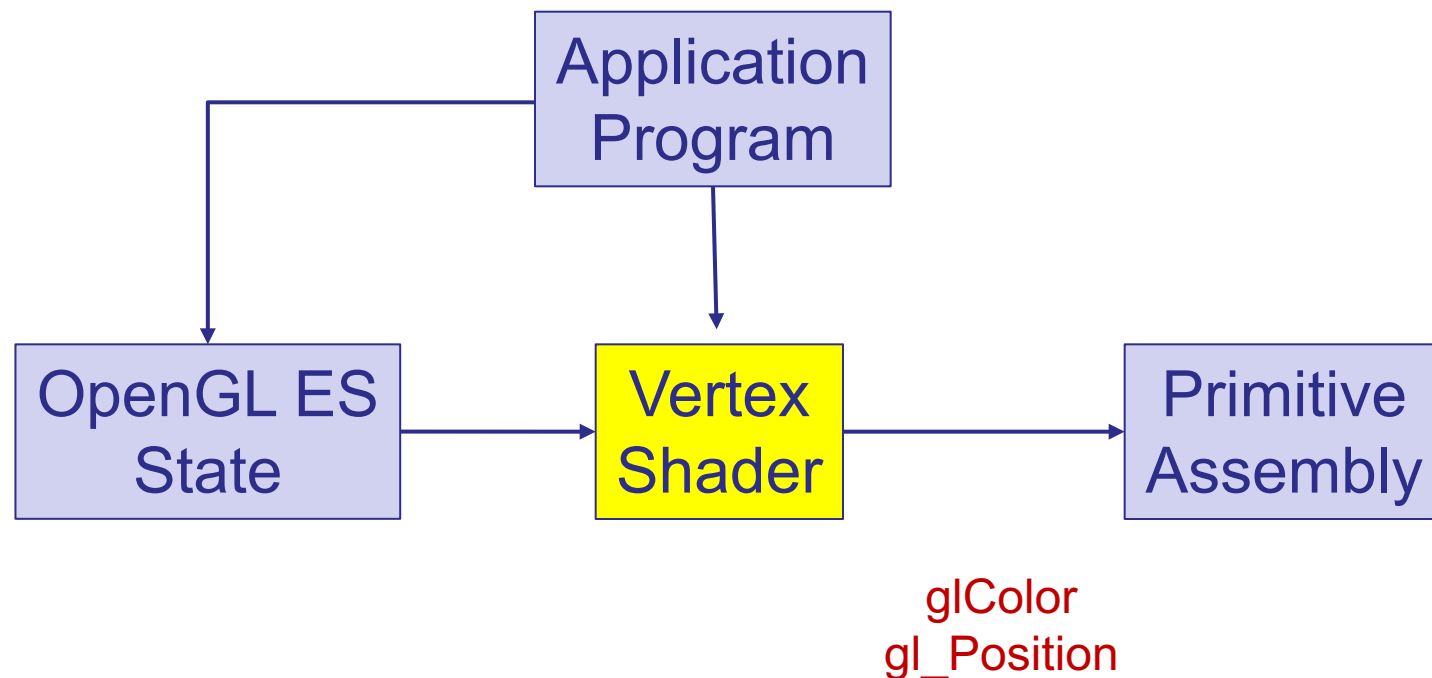 Application
Program
OpenGL ES
State
Vertex
Shader
Primitive
Assembly
glColor
gl_Position